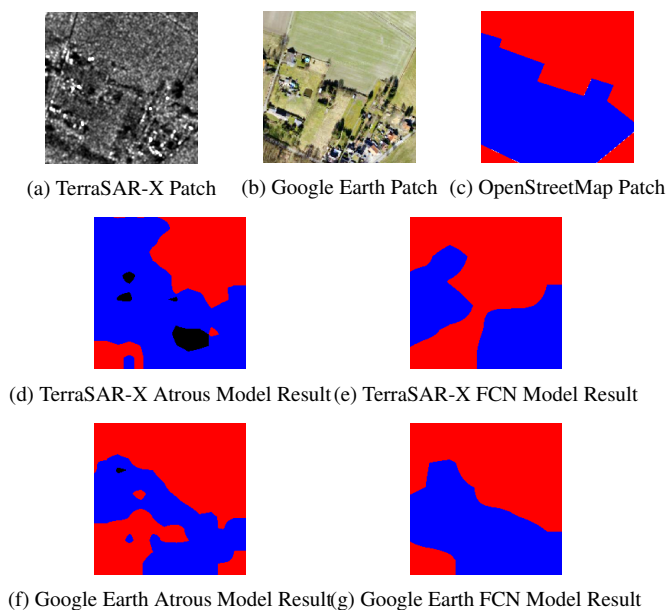 (a) TerraSAR-X Patch
(b) Google Earth Patch
(c) OpenStreetMap Patch
(d) TerraSAR-X Atrous Model Result
(e) TerraSAR-X FCN Model Result
(f) Google Earth Atrous Model Result
(g) Google Earth FCN Model Result